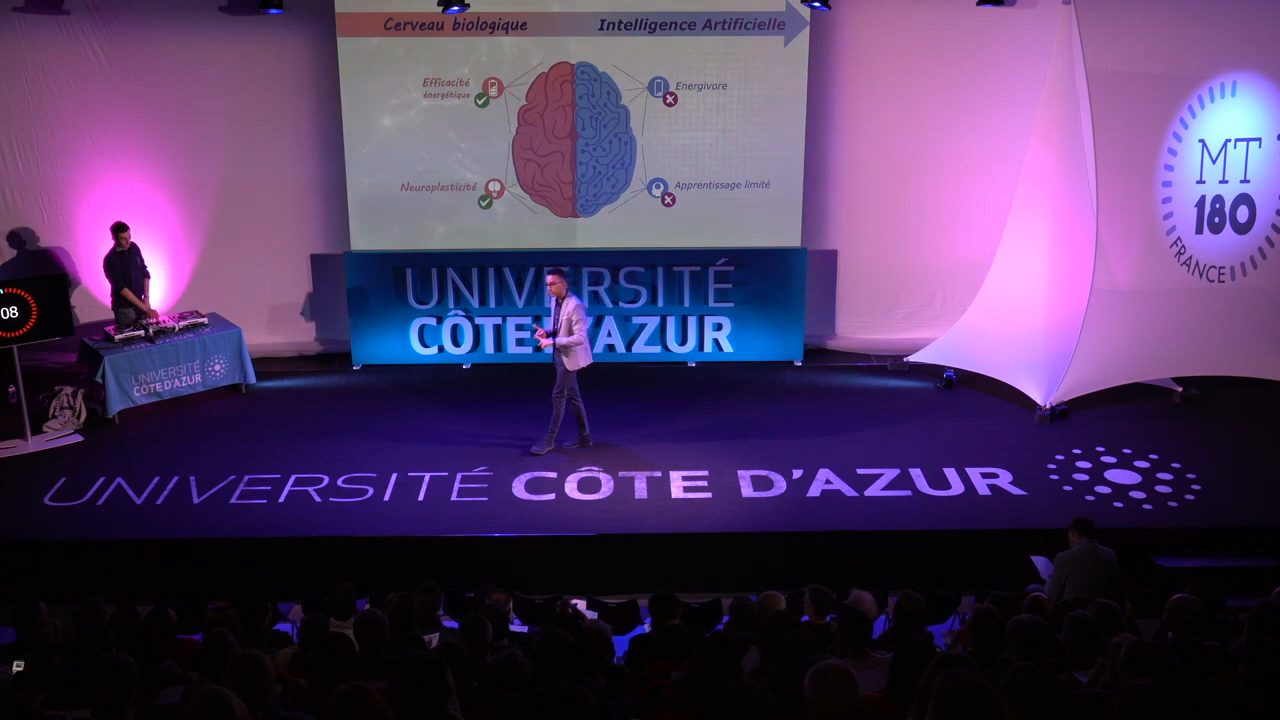 Cerveau biologique
Intelligence Artificielle
Efficacité
énergétique
Energivore
Neuroplasticité
Apprentissage limité
MT
180
FRANCE
08
UNIVERSITÉ
CÔTE D'AZUR
UNIVERSITÉ
CÔTE D'AZUR
UNIVERSITÉ CÔTE D'AZUR